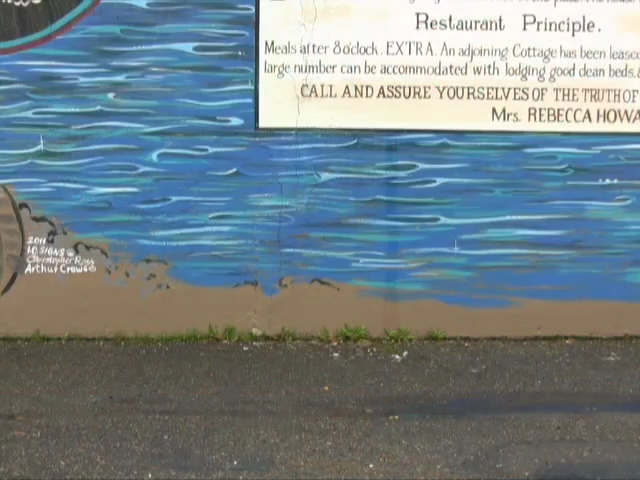 Restaurant Principle.
Meals after 8 o'clock. EXTRA. An adjoining Cottage has been leased
large number can be accommodated with lodging good clean beds.
CALL AND ASSURE YOURSELVES OF THE TRUTH OF
Mrs. REBECCA HOWA
2011
Christopher Ross
Arthur Crews